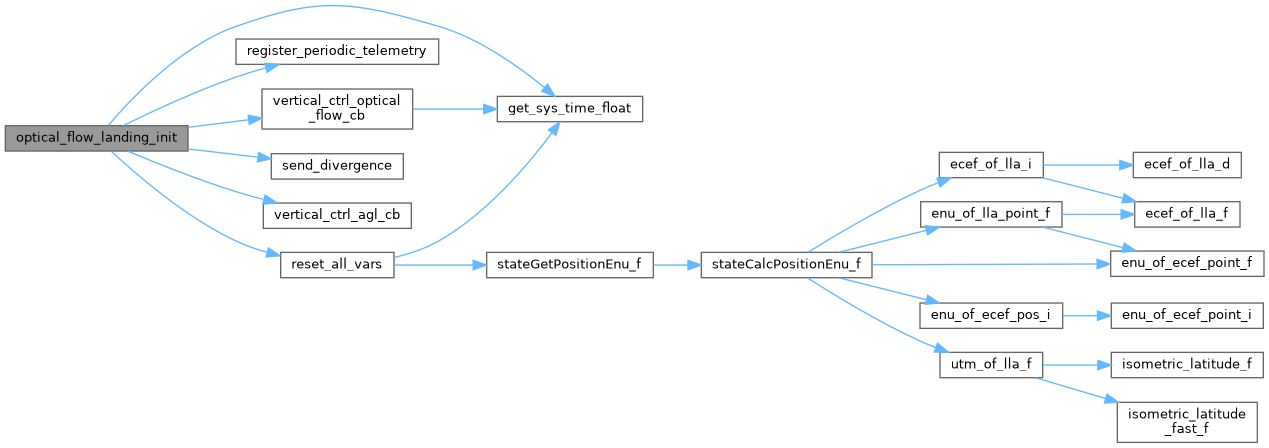 optical_flow_landing_init
register_periodic_telemetry
vertical_ctrl_optical
_flow_cb
send_divergence
vertical_ctrl_agl_cb
reset_all_vars
get_sys_time_float
stateGetPositionEnu_f
stateCalcPositionEnu_f
ecef_of_lla_i
enu_of_lla_point_f
enu_of_ecef_pos_i
utm_of_lla_f
ecef_of_lla_d
ecef_of_lla_f
enu_of_ecef_point_f
enu_of_ecef_point_i
isometric_latitude_f
isometric_latitude
_fast_f